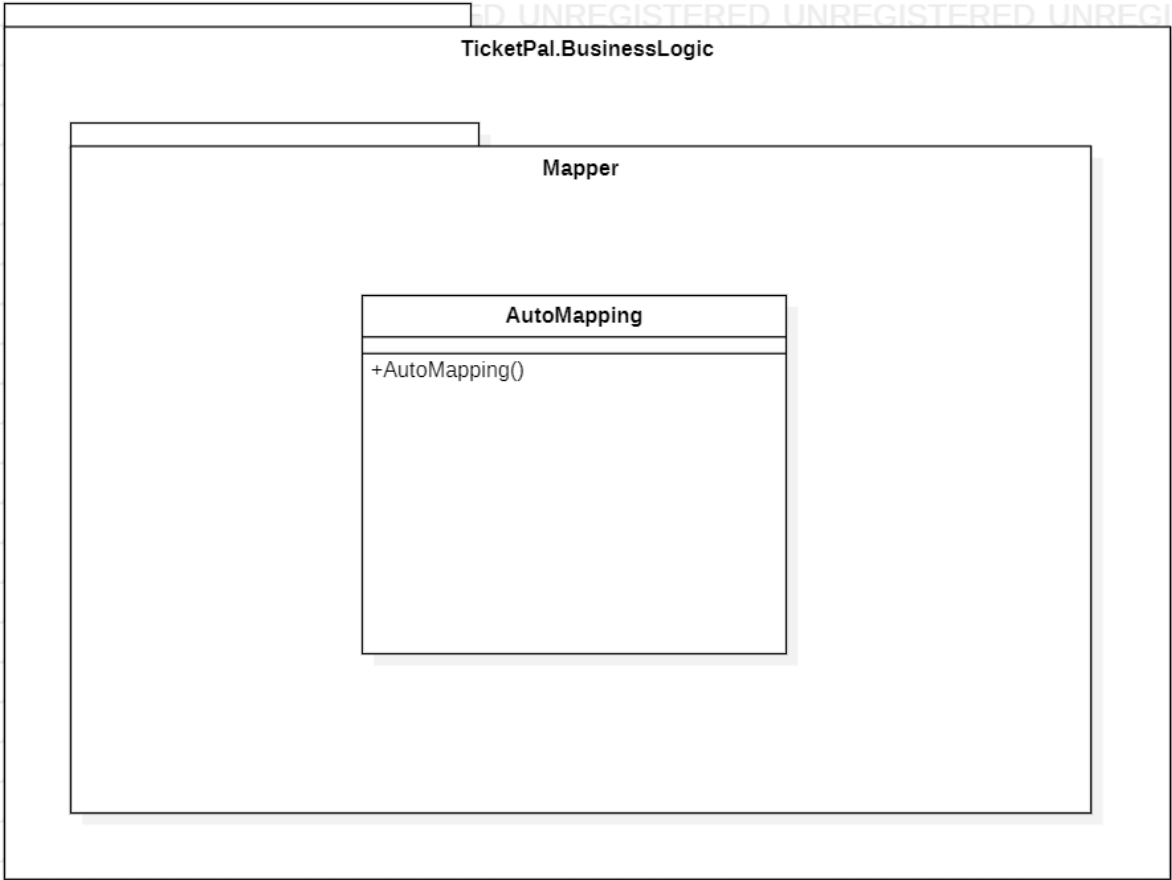 UNREGISTERED UNREGISTERED
TicketPal.BusinessLogic
Mapper
AutoMapping
+AutoMapping()